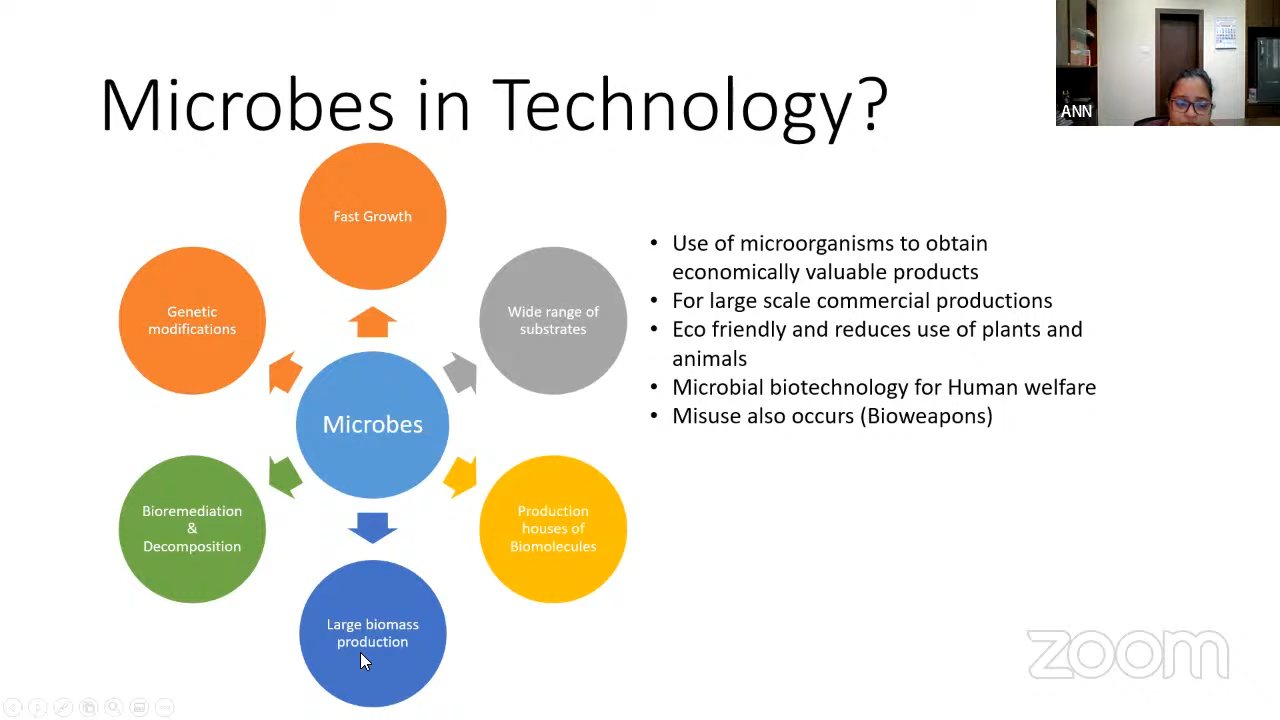 Microbes in Technology?
ANN
Fast Growth
Wide range of
substrates
Production
houses of
Biomolecules
Large biomass
production
Bioremediation
&
Decomposition
Genetic
modifications
Microbes
• Use of microorganisms to obtain
economically valuable products
• For large scale commercial productions
• Eco friendly and reduces use of plants and
animals
• Microbial biotechnology for Human welfare
• Misuse also occurs (Bioweapons)
zoom